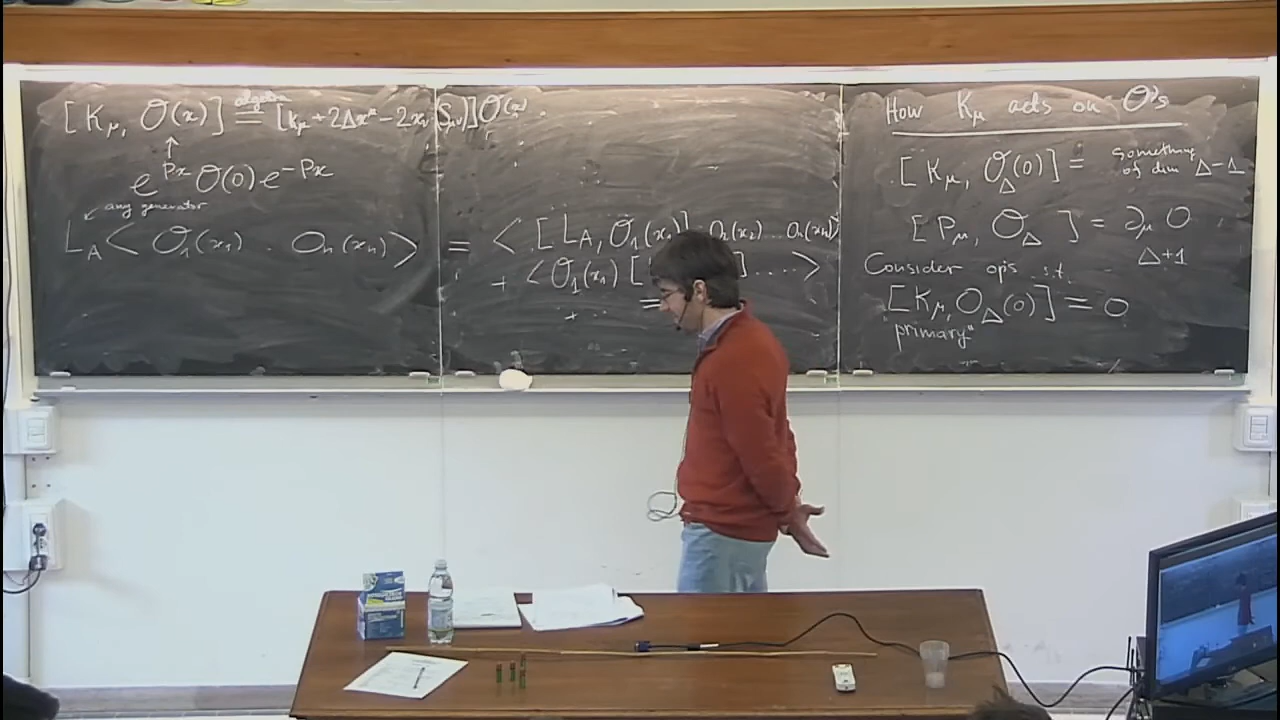 [K_μ, O(x)] = [k_μ + 2Δx^μ - 2x_ν (S_μν)] O(x)
algebra
↑
e^{Px} O(0) e^{-Px}
any generator
L_A < O_1(x_1) . O_n(x_n) > = < [L_A, O_1(x_1)] O_2(x_2) ... O_n(x_n) >
+ < O_1(x_1) [ ] .... >
+ ...
How K_μ acts on O's
[K_μ, O_Δ(0)] = something of dim Δ-1
[P_μ, O_Δ] = ∂_μ O
Δ+1
Consider op's s.t.
[K_μ, O_Δ(0)] = 0
"primary"